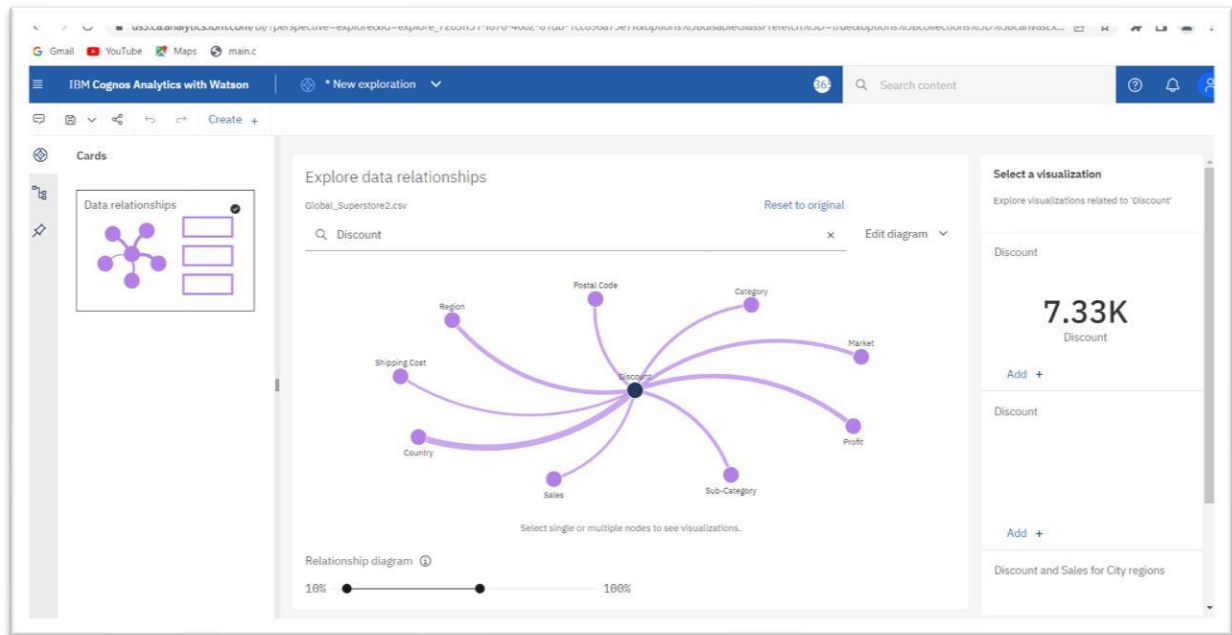 Gmail YouTube Maps main.c
IBM Cognos Analytics with Watson * New exploration Search content
Create +
Cards
Data relationships
Explore data relationships
Global_Superstore2.csv Reset to original
Discount × Edit diagram
Postal Code
Category
Region
Market
Shipping Cost
Discount
Country
Profit
Sales
Sub-Category
Select single or multiple nodes to see visualizations.
Relationship diagram
10% 100%
Select a visualization
Explore visualizations related to 'Discount'
Discount
7.33K
Discount
Add +
Discount
Add +
Discount and Sales for City regions